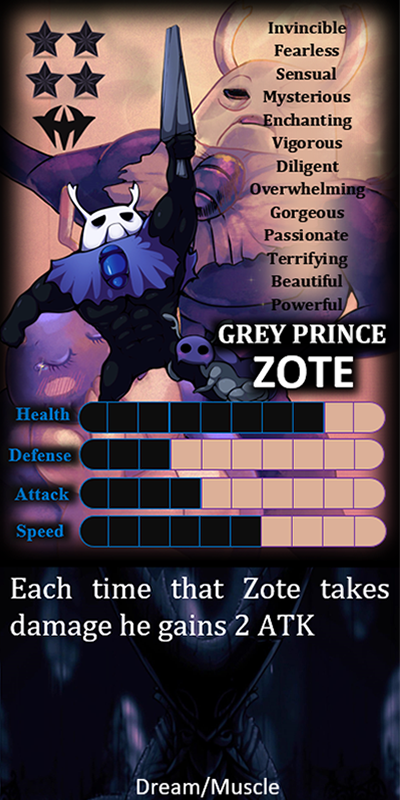 Invincible
Fearless
Sensual
Mysterious
Enchanting
Vigorous
Diligent
Overwhelming
Gorgeous
Passionate
Terrifying
Beautiful
Powerful
GREY PRINCE
ZOTE
Health
Defense
Attack
Speed
Each time that Zote takes
damage he gains 2 ATK
Dream/Muscle